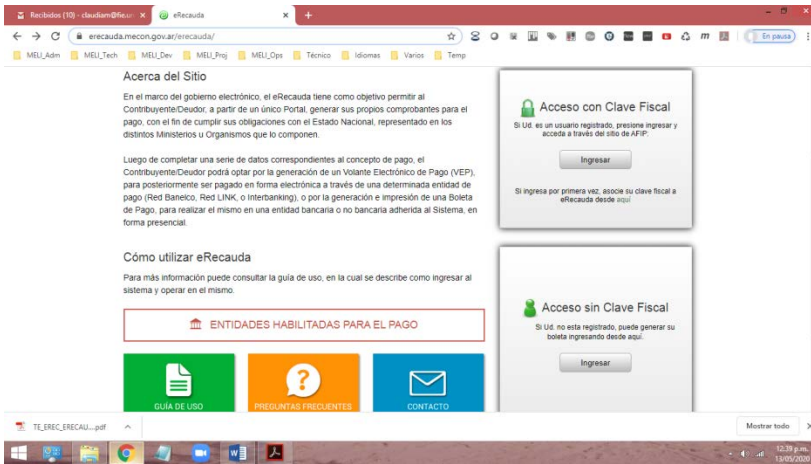 Recibidos (10) - claudiam@fie.un
eRecauda
erecauda.mecon.gov.ar/erecauda/
En pausa
MELI_Adm MELI_Tech MELI_Dev MELI_Proj MELI_Ops Técnico Idiomas Varios Temp
Acerca del Sitio
En el marco del gobierno electrónico, el eRecauda tiene como objetivo permitir al
Contribuyente/Deudor, a partir de un único Portal, generar sus propios comprobantes para el
pago, con el fin de cumplir sus obligaciones con el Estado Nacional, representado en los
distintos Ministerios u Organismos que lo componen.
Luego de completar una serie de datos correspondientes al concepto de pago, el
Contribuyente/Deudor podrá optar por la generación de un Volante Electrónico de Pago (VEP),
para posteriormente ser pagado en forma electrónica a través de una determinada entidad de
pago (Red Banelco, Red LINK, o Interbanking), o por la generación e impresión de una Boleta
de Pago, para realizar el mismo en una entidad bancaria o no bancaria adherida al Sistema, en
forma presencial.
Cómo utilizar eRecauda
Para más información puede consultar la guía de uso, en la cual se describe como ingresar al
sistema y operar en el mismo.
ENTIDADES HABILITADAS PARA EL PAGO
GUÍA DE USO
PREGUNTAS FRECUENTES
CONTACTO
Acceso con Clave Fiscal
Si Ud. es un usuario registrado, presione ingresar y
acceda a través del sitio de AFIP:
Ingresar
Si ingresa por primera vez, asocie su clave fiscal a
eRecauda desde aquí
Acceso sin Clave Fiscal
Si Ud. no esta registrado, puede generar su
boleta ingresando desde aquí.
Ingresar
TE_EREC_ERECAU....pdf
Mostrar todo
12:39 p.m.
13/05/2020